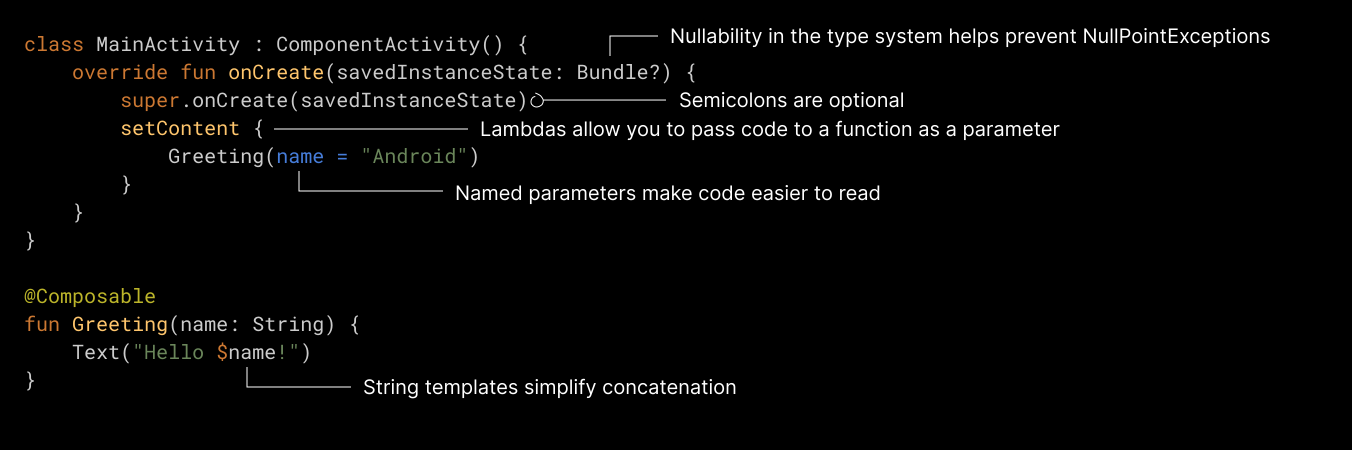 class MainActivity : ComponentActivity() {
Nullability in the type system helps prevent NullPointExceptions
override fun onCreate(savedInstanceState: Bundle?) {
super.onCreate(savedInstanceState)
Semicolons are optional
setContent {
Lambdas allow you to pass code to a function as a parameter
Greeting(name = "Android")
}
Named parameters make code easier to read
}
}
@Composable
fun Greeting(name: String) {
Text("Hello $name!")
}
String templates simplify concatenation